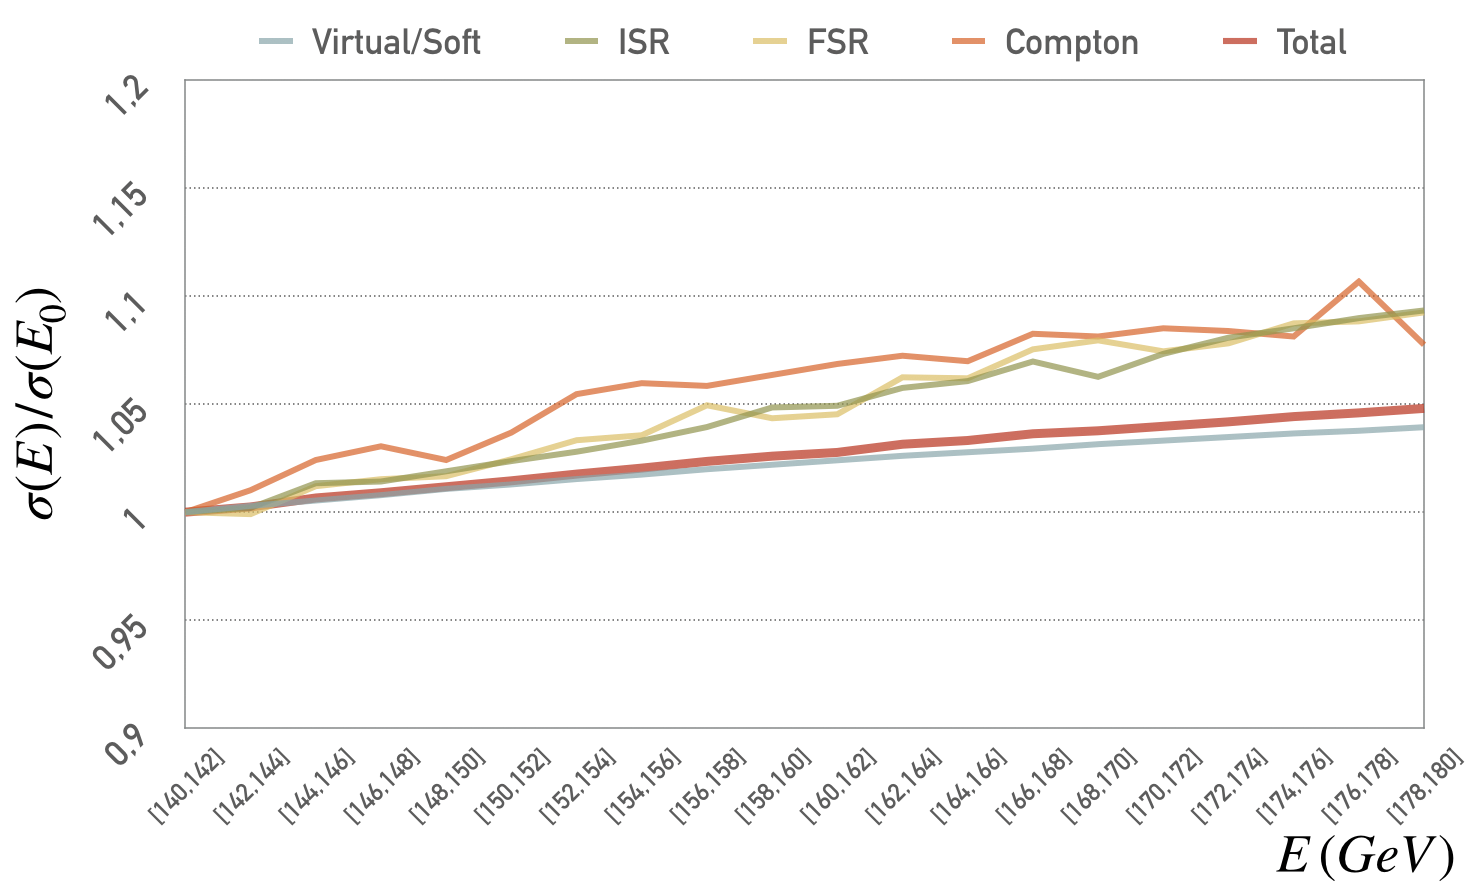 Virtual/Soft ISR FSR Compton Total
1,2
1,15
1,1
1,05
1
0,95
0,9
σ(E)/σ(E₀)
[140,142] [142,144] [144,146] [146,148] [148,150] [150,152] [152,154] [154,156] [156,158] [158,160] [160,162] [162,164] [164,166] [166,168] [168,170] [170,172] [172,174] [174,176] [176,178] [178,180]
E (GeV)